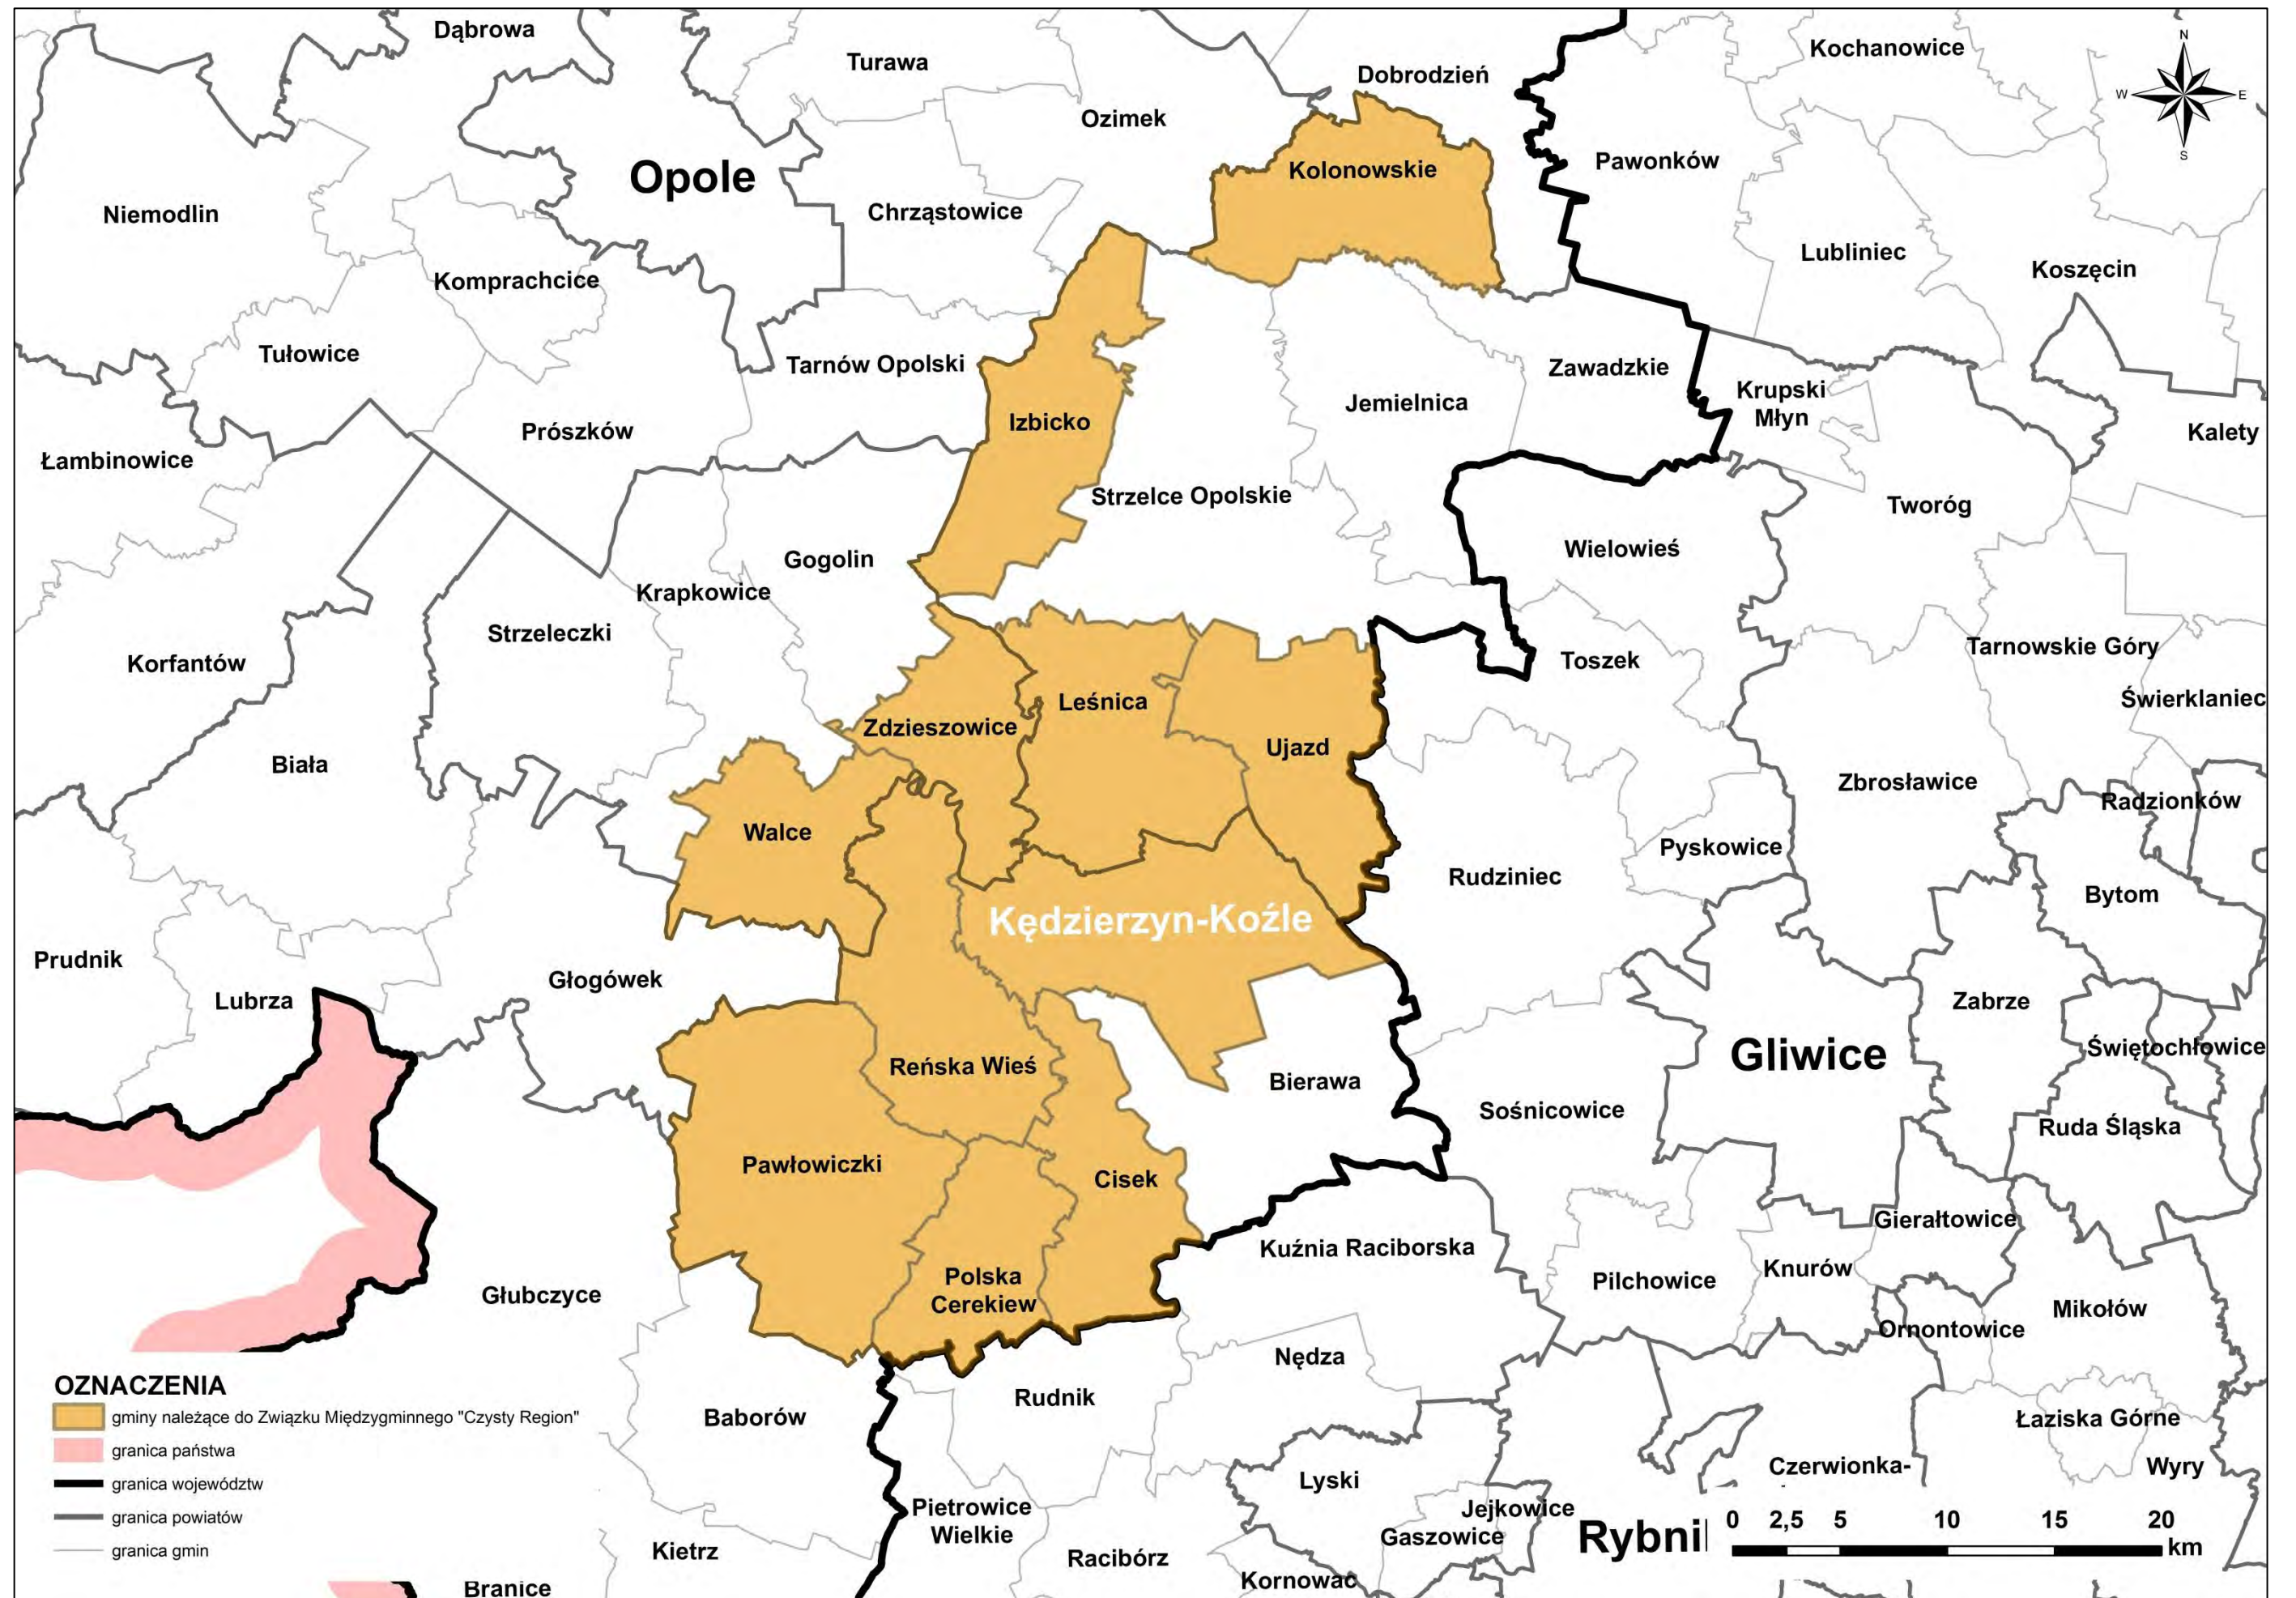 Dąbrowa
Turawa
Dobrodzień
Kochanowice
N
W
E
S
Ozimek
Opole
Kolonowskie
Pawonków
Niemodlin
Chrząstowice
Lubliniec
Koszęcin
Komprachcice
Tułowice
Tarnów Opolski
Zawadzkie
Izbicko
Jemielnica
Krupski
Młyn
Prószków
Kalety
Łambinowice
Strzelce Opolskie
Tworóg
Gogolin
Wielowieś
Krapkowice
Strzeleczki
Korfantów
Toszek
Tarnowskie Góry
Leśnica
Świerklaniec
Zdzieszowice
Ujazd
Biała
Zbrosławice
Radzionków
Walce
Pyskowice
Rudziniec
Bytom
Kędzierzyn-Koźle
Prudnik
Głogówek
Lubrza
Zabrze
Gliwice
Świętochłowice
Reńska Wieś
Bierawa
Sośnicowice
Ruda Śląska
Pawłowiczki
Cisek
Gierałtowice
Kuźnia Raciborska
Knurów
Pilchowice
Polska
Cerekiew
Głubczyce
Mikołów
Ornontowice
Nędza
Rudnik
Baborów
Łaziska Górne
Czerwionka-
Wyry
Lyski
Pietrowice
Wielkie
Jejkowice
Gaszowice
Rybni
Kietrz
Racibórz
Kornowac
Branice
OZNACZENIA
gminy należące do Związku Międzygminnego "Czysty Region"
granica państwa
granica województw
granica powiatów
granica gmin
0 2,5 5 10 15 20
km